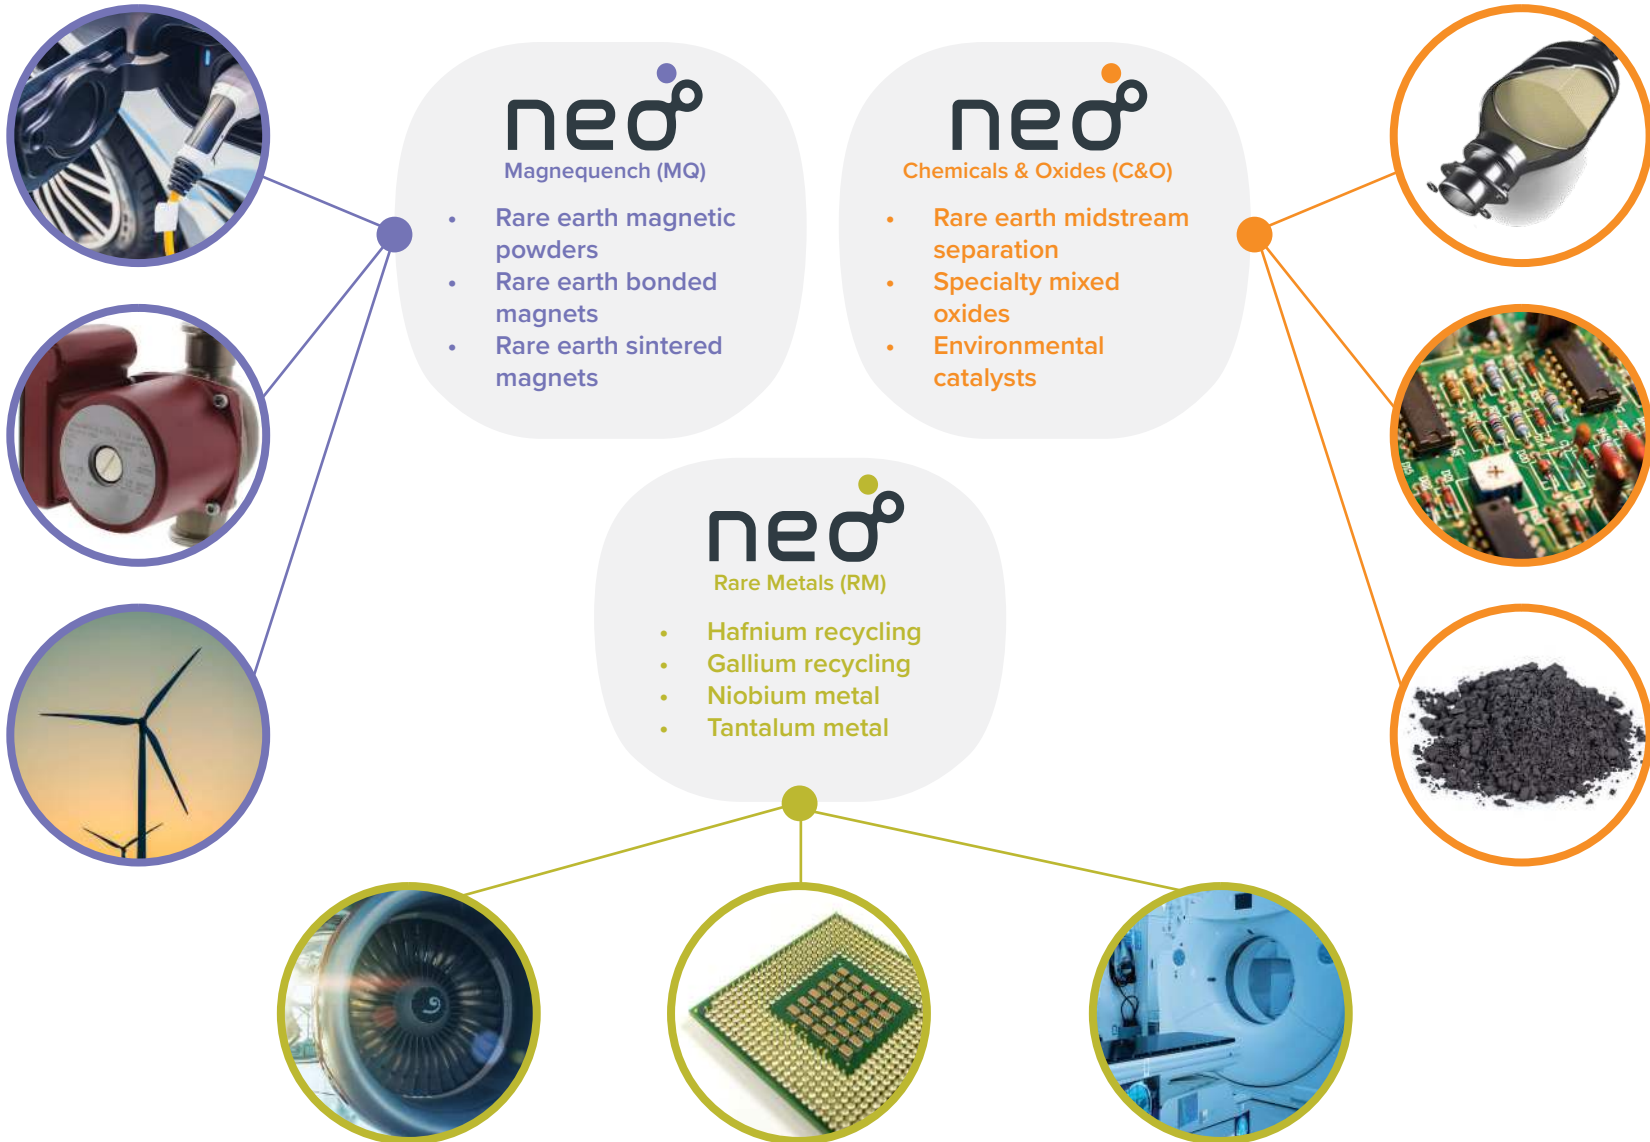 neo
Magnequench (MQ)
• Rare earth magnetic
powders
• Rare earth bonded
magnets
• Rare earth sintered
magnets
neo
Chemicals & Oxides (C&O)
• Rare earth midstream
separation
• Specialty mixed
oxides
• Environmental
catalysts
neo
Rare Metals (RM)
• Hafnium recycling
• Gallium recycling
• Niobium metal
• Tantalum metal